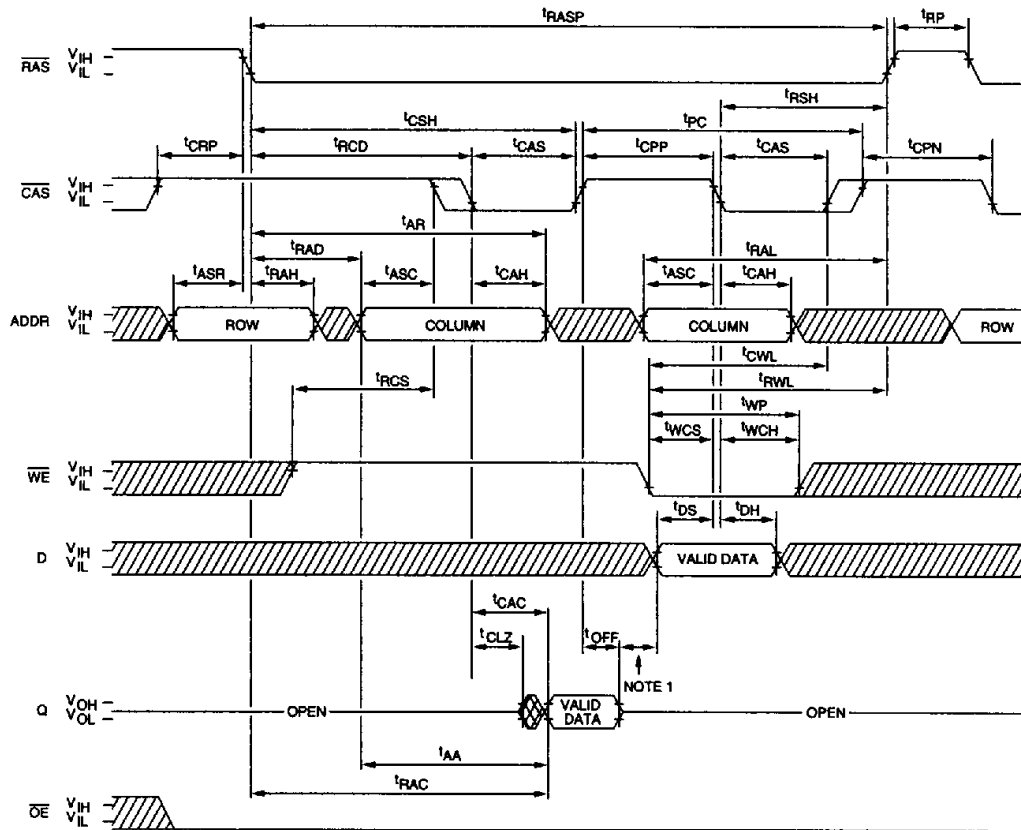 tRASP
tRP
RAS VIH
VIL
tRSH
tCSH
tPC
tCRP
tRCD
tCAS
tCPP
tCAS
tCPN
CAS VIH
VIL
tAR
tRAD
tRAL
tASR
tRAH
tASC
tCAH
tASC
tCAH
ADDR VIH
VIL
ROW
COLUMN
COLUMN
ROW
tCWL
tRCS
tRWL
tWP
tWCS
tWCH
WE VIH
VIL
tDS
tDH
D VIH
VIL
VALID DATA
tCAC
tCLZ
tOFF
NOTE 1
Q VOH
VOL
OPEN
VALID
DATA
OPEN
tAA
tRAC
OE VIH
VIL